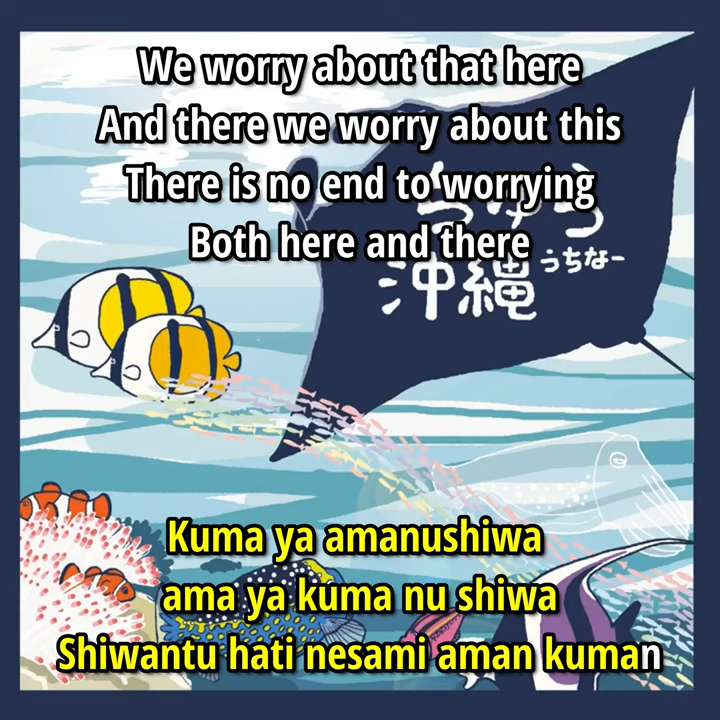 We worry about that here
And there we worry about this
There is no end to worrying
Both here and there
沖縄
うちなー
Kuma ya amanushiwa
ama ya kuma nu shiwa
Shiwantu hati nesami aman kuman